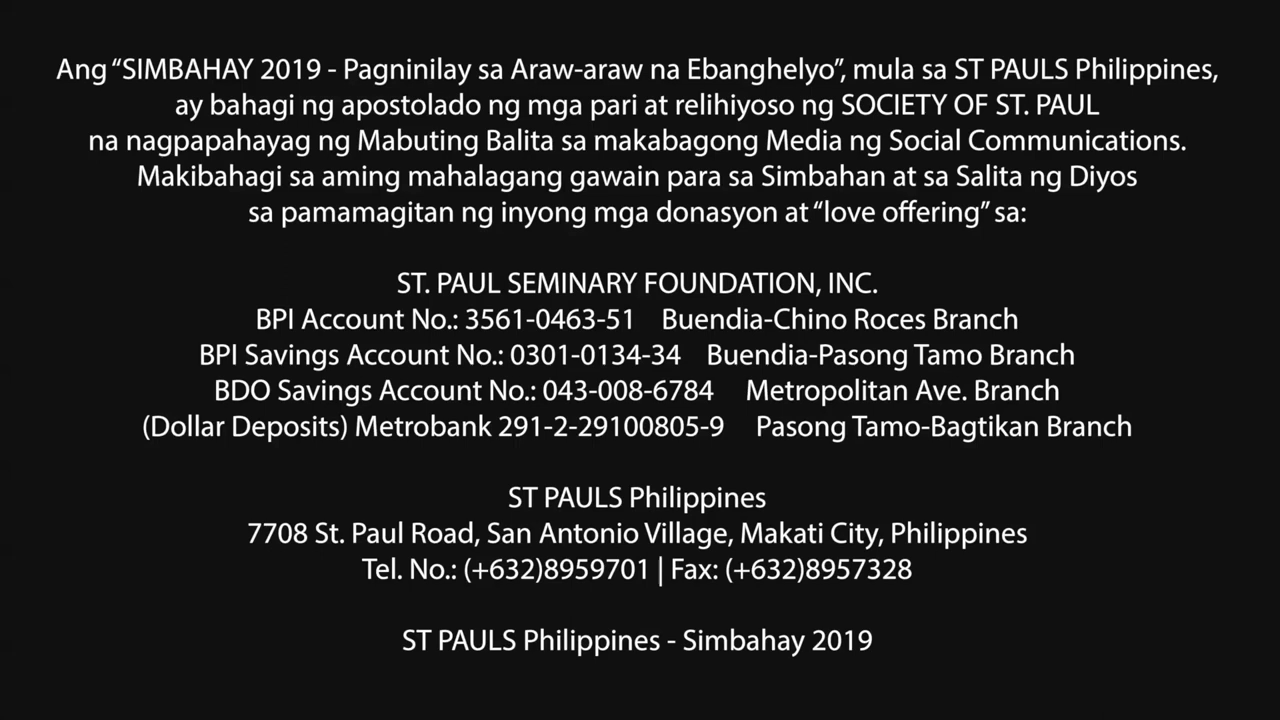 Ang “SIMBAHAY 2019 - Pagninilay sa Araw-araw na Ebanghelyo”, mula sa ST PAULS Philippines,
ay bahagi ng apostolado ng mga pari at relihiyoso ng SOCIETY OF ST. PAUL
na nagpapahayag ng Mabuting Balita sa makabagong Media ng Social Communications.
Makibahagi sa aming mahalagang gawain para sa Simbahan at sa Salita ng Diyos
sa pamamagitan ng inyong mga donasyon at “love offering” sa:
ST. PAUL SEMINARY FOUNDATION, INC.
BPI Account No.: 3561-0463-51 Buendia-Chino Roces Branch
BPI Savings Account No.: 0301-0134-34 Buendia-Pasong Tamo Branch
BDO Savings Account No.: 043-008-6784 Metropolitan Ave. Branch
(Dollar Deposits) Metrobank 291-2-29100805-9 Pasong Tamo-Bagtikan Branch
ST PAULS Philippines
7708 St. Paul Road, San Antonio Village, Makati City, Philippines
Tel. No.: (+632)8959701 | Fax: (+632)8957328
ST PAULS Philippines - Simbahay 2019